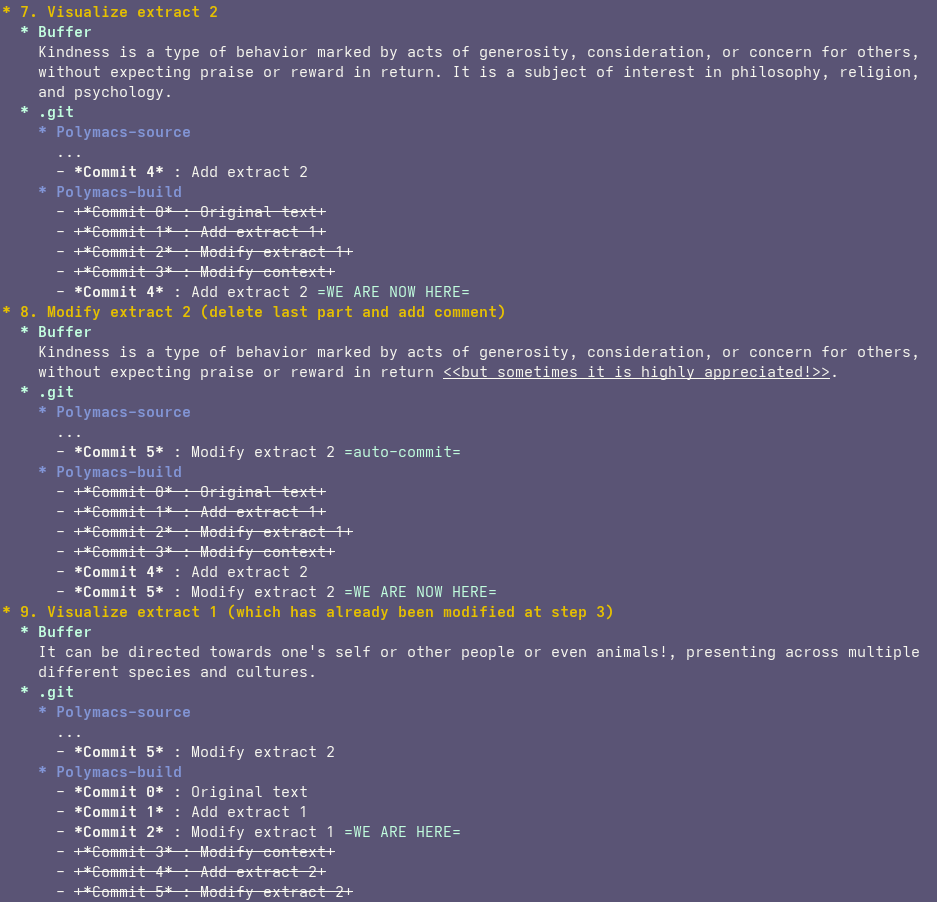 * 7. Visualize extract 2
* Buffer
Kindness is a type of behavior marked by acts of generosity, consideration, or concern for others,
without expecting praise or reward in return. It is a subject of interest in philosophy, religion,
and psychology.
* .git
* Polymacs-source
...
- *Commit 4* : Add extract 2
* Polymacs-build
- +*Commit 0* : Original text+
- +*Commit 1* : Add extract 1+
- +*Commit 2* : Modify extract 1+
- +*Commit 3* : Modify context+
- *Commit 4* : Add extract 2 =WE ARE NOW HERE=
* 8. Modify extract 2 (delete last part and add comment)
* Buffer
Kindness is a type of behavior marked by acts of generosity, consideration, or concern for others,
without expecting praise or reward in return <<but sometimes it is highly appreciated!>>.
* .git
* Polymacs-source
...
- *Commit 5* : Modify extract 2 =auto-commit=
* Polymacs-build
- +*Commit 0* : Original text+
- +*Commit 1* : Add extract 1+
- +*Commit 2* : Modify extract 1+
- +*Commit 3* : Modify context+
- *Commit 4* : Add extract 2
- *Commit 5* : Modify extract 2 =WE ARE NOW HERE=
* 9. Visualize extract 1 (which has already been modified at step 3)
* Buffer
It can be directed towards one's self or other people or even animals!, presenting across multiple
different species and cultures.
* .git
* Polymacs-source
...
- *Commit 5* : Modify extract 2
* Polymacs-build
- *Commit 0* : Original text
- *Commit 1* : Add extract 1
- *Commit 2* : Modify extract 1 =WE ARE HERE=
- +*Commit 3* : Modify context+
- +*Commit 4* : Add extract 2+
- +*Commit 5* : Modify extract 2+